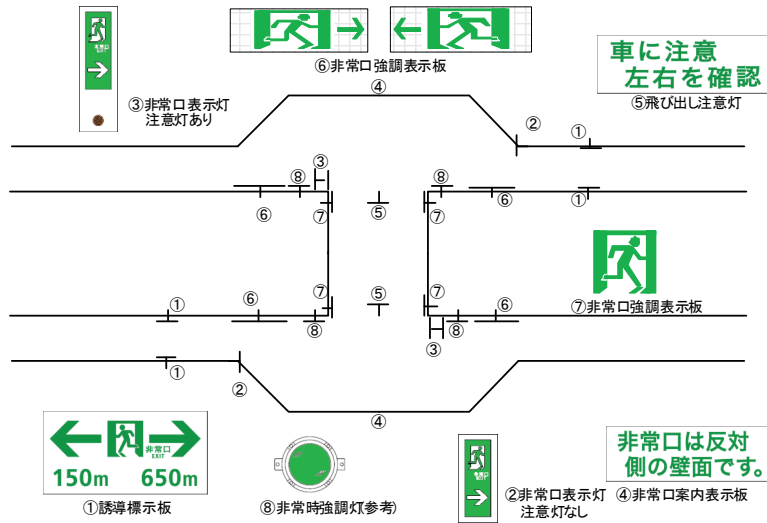 非常口
EXIT
→
③非常口表示灯
注意灯あり
→
←
⑥非常口強調表示板
車に注意
左右を確認
⑤飛び出し注意灯
④
②
①
③
⑧
⑧
⑥
⑦
⑤
⑦
⑥
①
⑦非常口強調表示板
①
⑥
⑦
⑤
⑦
⑥
⑧
⑧
③
①
②
④
非常口
EXIT
150m 650m
①誘導標示板
⑧非常時強調灯(参考)
→
②非常口表示灯
注意灯なし
非常口は反対
側の壁面です。
④非常口案内表示板